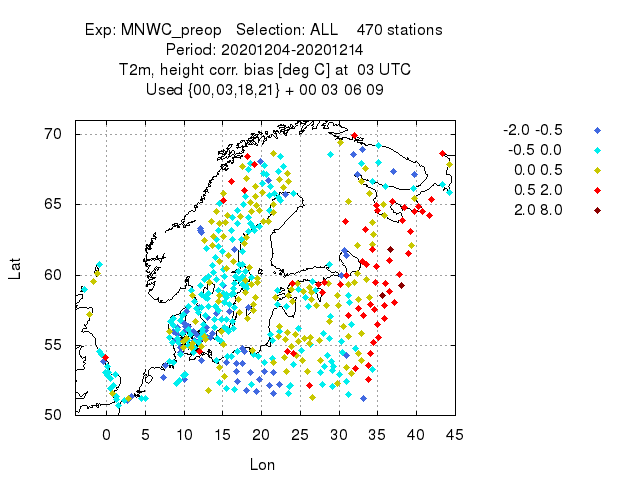 Exp: MNWC_preop   Selection: ALL    470 stations
Period: 20201204-20201214
T2m, height corr. bias [deg C] at  03 UTC
Used {00,03,18,21} + 00 03 06 09
-2.0 -0.5
-0.5 0.0
0.0 0.5
0.5 2.0
2.0 8.0
70
65
60
55
50
Lat
0 5 10 15 20 25 30 35 40 45
Lon